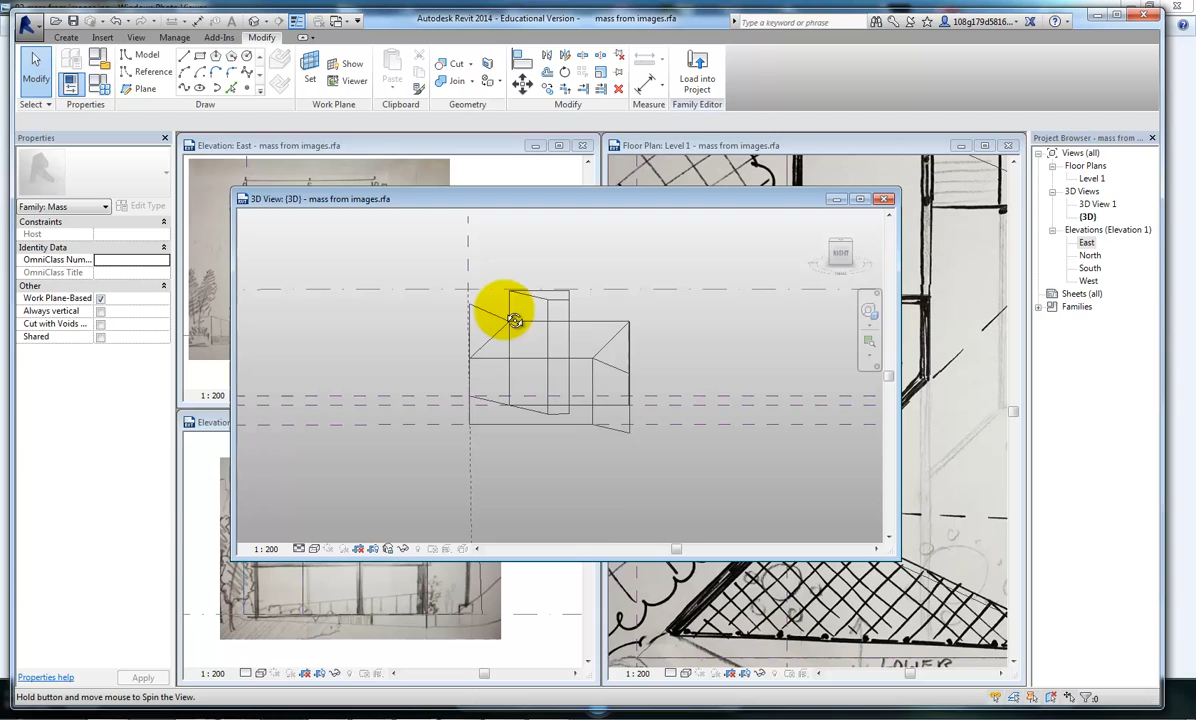 Autodesk Revit 2014 - Educational Version - mass from images.rfa
Type a keyword or phrase
108g179d5816...
Create
Insert
View
Manage
Add-Ins
Modify
Modify
Model
Reference
Plane
Set
Show
Viewer
Paste
Cut
Join
Load into
Project
Select
Properties
Draw
Work Plane
Clipboard
Geometry
Modify
Measure
Family Editor
Properties
Family: Mass
Edit Type
Constraints
Host
Identity Data
OmniClass Num...
OmniClass Title
Other
Work Plane-Based
Always vertical
Cut with Voids ...
Shared
Properties help
Apply
Elevation: East - mass from images.rfa
Floor Plan: Level 1 - mass from images.rfa
3D View: {3D} - mass from images.rfa
RIGHT
1 : 200
1 : 200
Elevation
1 : 200
1 : 200
LOWER
Project Browser - mass from ...
Views (all)
Floor Plans
Level 1
3D Views
3D View 1
{3D}
Elevations (Elevation 1)
East
North
South
West
Sheets (all)
Families
Hold button and move mouse to Spin the View.
:0